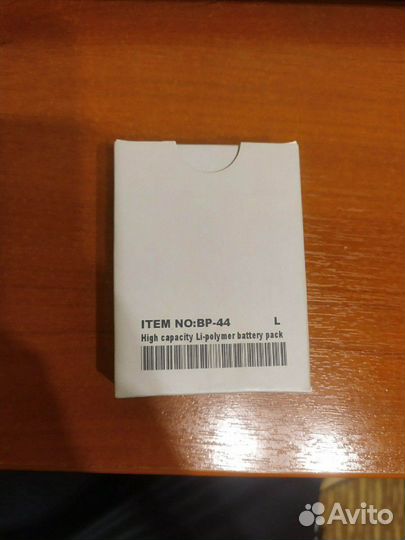 ITEM NO:BP-44 L
High capacity Li-polymer battery pack
Avito